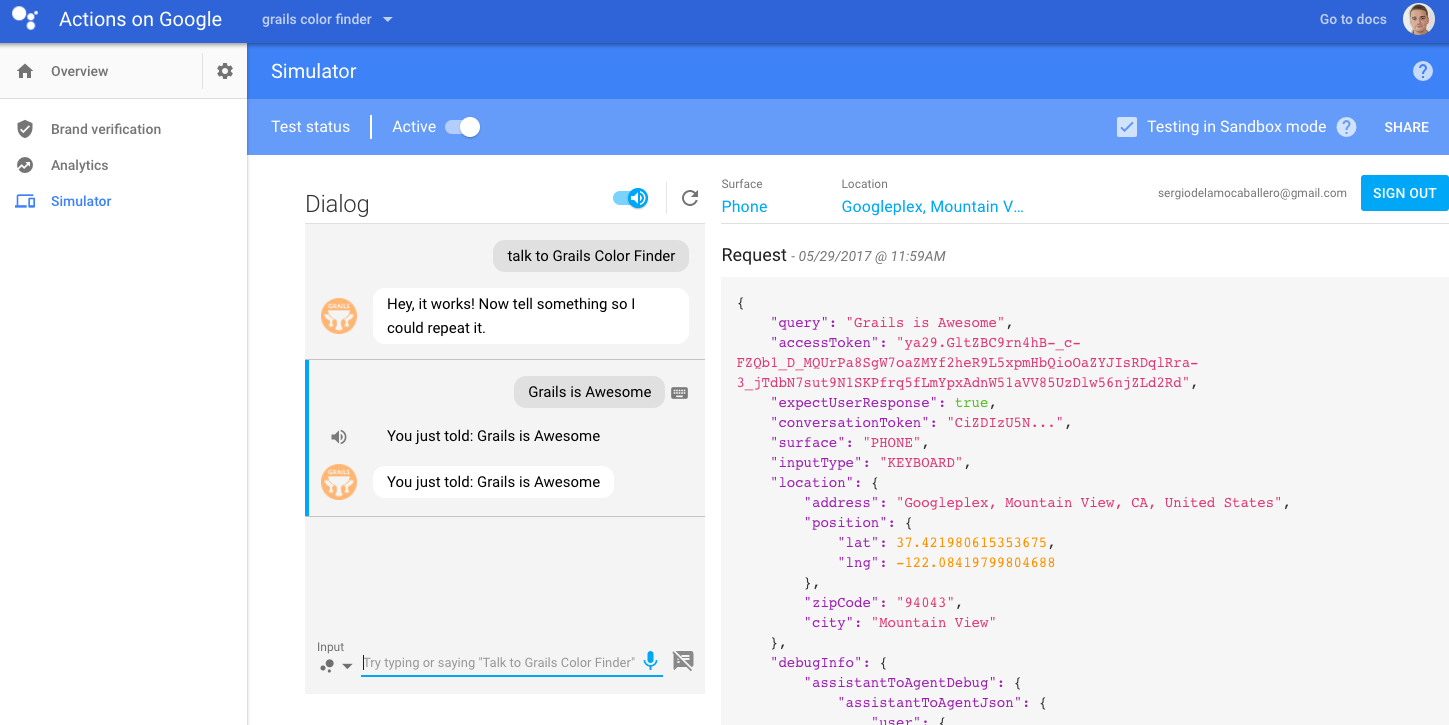 Actions on Google
grails color finder
Go to docs
Overview
Simulator
Test status
Active
Testing in Sandbox mode
SHARE
Brand verification
Analytics
Simulator
Dialog
Surface
Phone
Location
Googleplex, Mountain V...
sergiodelamocaballero@gmail.com
SIGN OUT
talk to Grails Color Finder
GRAILS
Hey, it works! Now tell something so I
could repeat it.
Grails is Awesome
You just told: Grails is Awesome
GRAILS
You just told: Grails is Awesome
Input
Try typing or saying "Talk to Grails Color Finder"
Request - 05/29/2017 @ 11:59AM
{
"query": "Grails is Awesome",
"accessToken": "ya29.GltZBC9rn4hB-_c-
FZQb1_D_MQUrPa8SgW7oaZMYf2heR9L5xpmHbQioOaZYJIsRDqlRra-
3_jTdbN7sut9N1SKPfrq5fLmYpxAdnW51aVV85UzDlw56njZLd2Rd",
"expectUserResponse": true,
"conversationToken": "CiZDIzU5N...",
"surface": "PHONE",
"inputType": "KEYBOARD",
"location": {
"address": "Googleplex, Mountain View, CA, United States",
"position": {
"lat": 37.421980615353675,
"lng": -122.08419799804688
},
"zipCode": "94043",
"city": "Mountain View"
},
"debugInfo": {
"assistantToAgentDebug": {
"assistantToAgentJson": {
"user": {